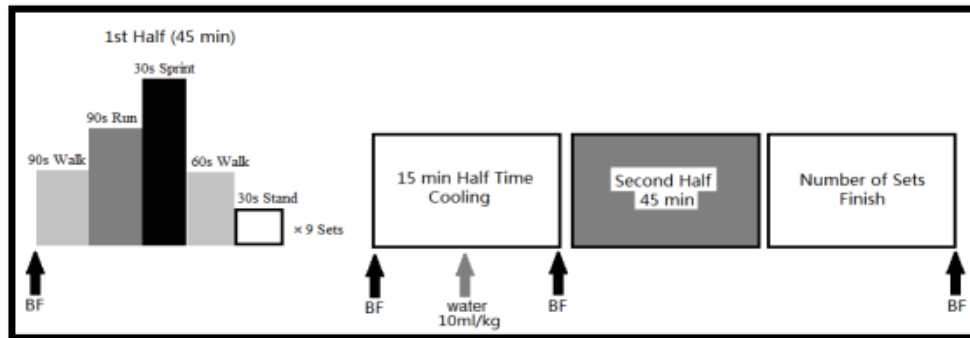 1st Half (45 min)
30s Sprint
90s Run
90s Walk
60s Walk
30s Stand
× 9 Sets
BF
15 min Half Time
Cooling
BF
water
10ml/kg
BF
Second Half
45 min
Number of Sets
Finish
BF